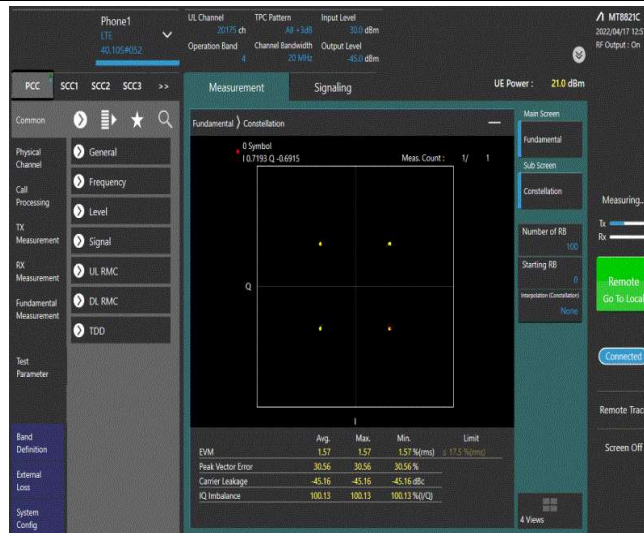 Phone1
LTE
40.105#052
UL Channel
20175 ch
TPC Pattern
All +3dB
Input Level
30.0 dBm
Operation Band
4
Channel Bandwidth
20 MHz
Output Level
-45.0 dBm
MT8821C
2022/04/17 12:5
RF Output : On
PCC SCC1 SCC2 SCC3 >>
Measurement
Signaling
UE Power : 21.0 dBm
Common
Physical
Channel
Call
Processing
TX
Measurement
RX
Measurement
Fundamental
Measurement
Test
Parameter
Band
Definition
External
Loss
System
Config
General
Frequency
Level
Signal
UL RMC
DL RMC
TDD
Fundamental ⟩ Constellation
0 Symbol
I 0.7193 Q -0.6915
Meas. Count : 1/ 1
Q
I
Avg. Max. Min. Limit
EVM 1.57 1.57 1.57 %(rms) ≤ 17.5 %(rms)
Peak Vector Error 30.56 30.56 30.56 %
Carrier Leakage -45.16 -45.16 -45.16 dBc
IQ Imbalance 100.13 100.13 100.13 %(I/Q)
Main Screen
Fundamental
Sub Screen
Constellation
Number of RB
100
Starting RB
0
Interpolation (Constellation)
None
4 Views
Measuring...
Tx
Rx
Remote
Go To Local
Connected
Remote Trac
Screen Off